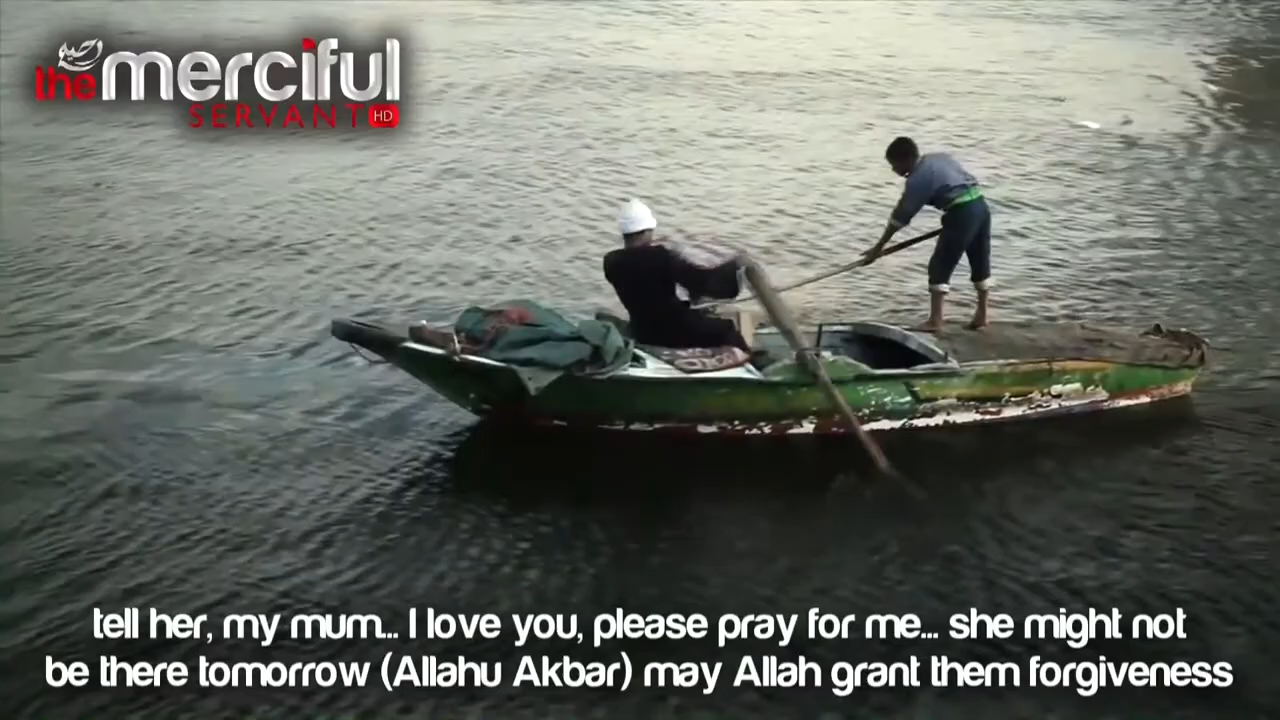 the merciful
SERVANT HD
tell her, my mum... I love you, please pray for me... she might not
be there tomorrow (Allahu Akbar) may Allah grant them forgiveness